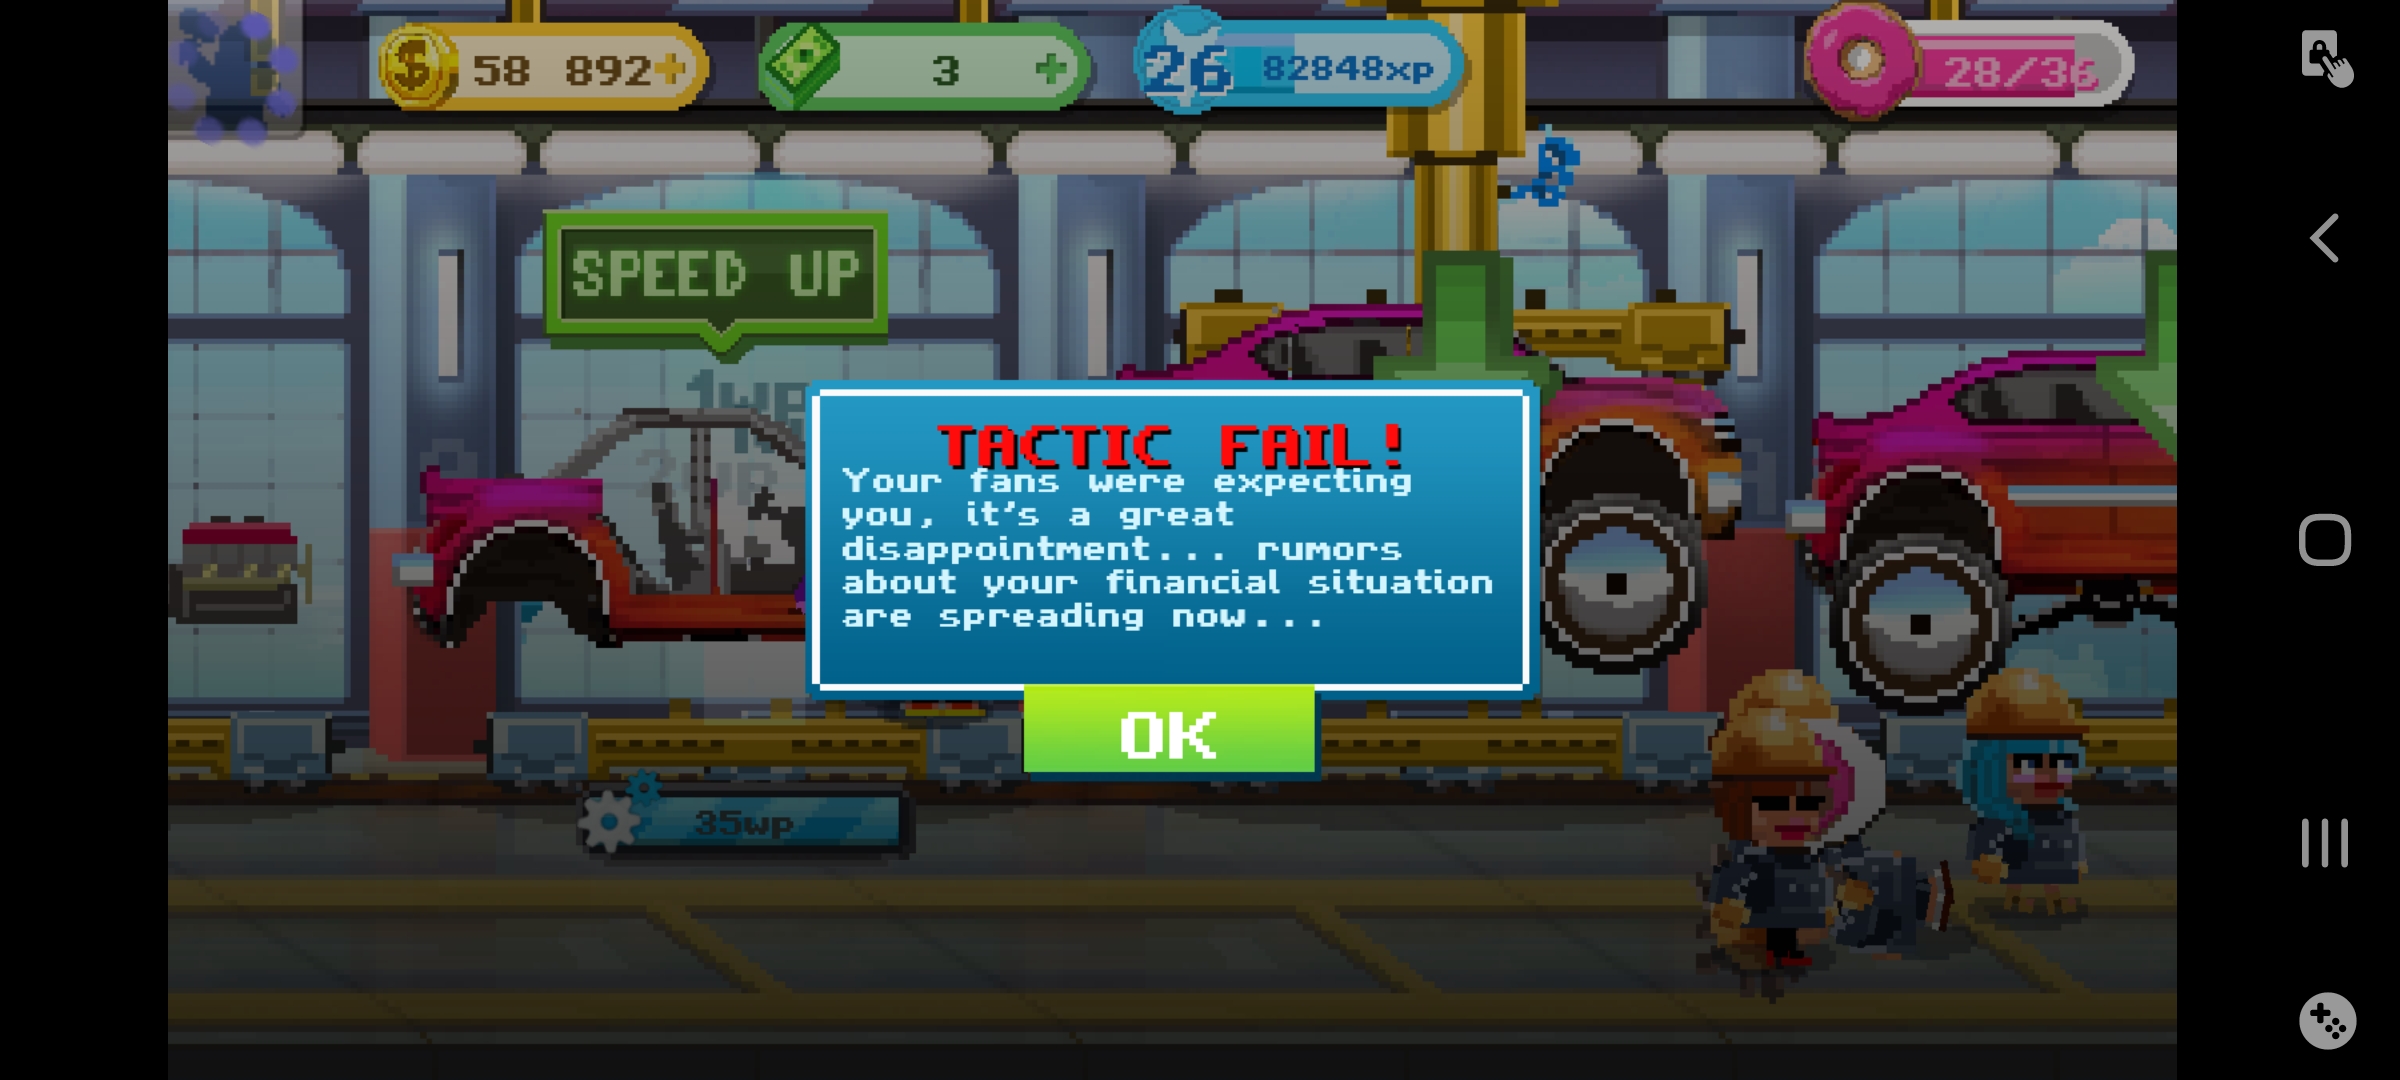 58 892+
3 +
26 82848xp
28/36
SPEED UP
TACTIC FAIL!
Your fans were expecting
you, it's a great
disappointment... rumors
about your financial situation
are spreading now...
OK
35wp